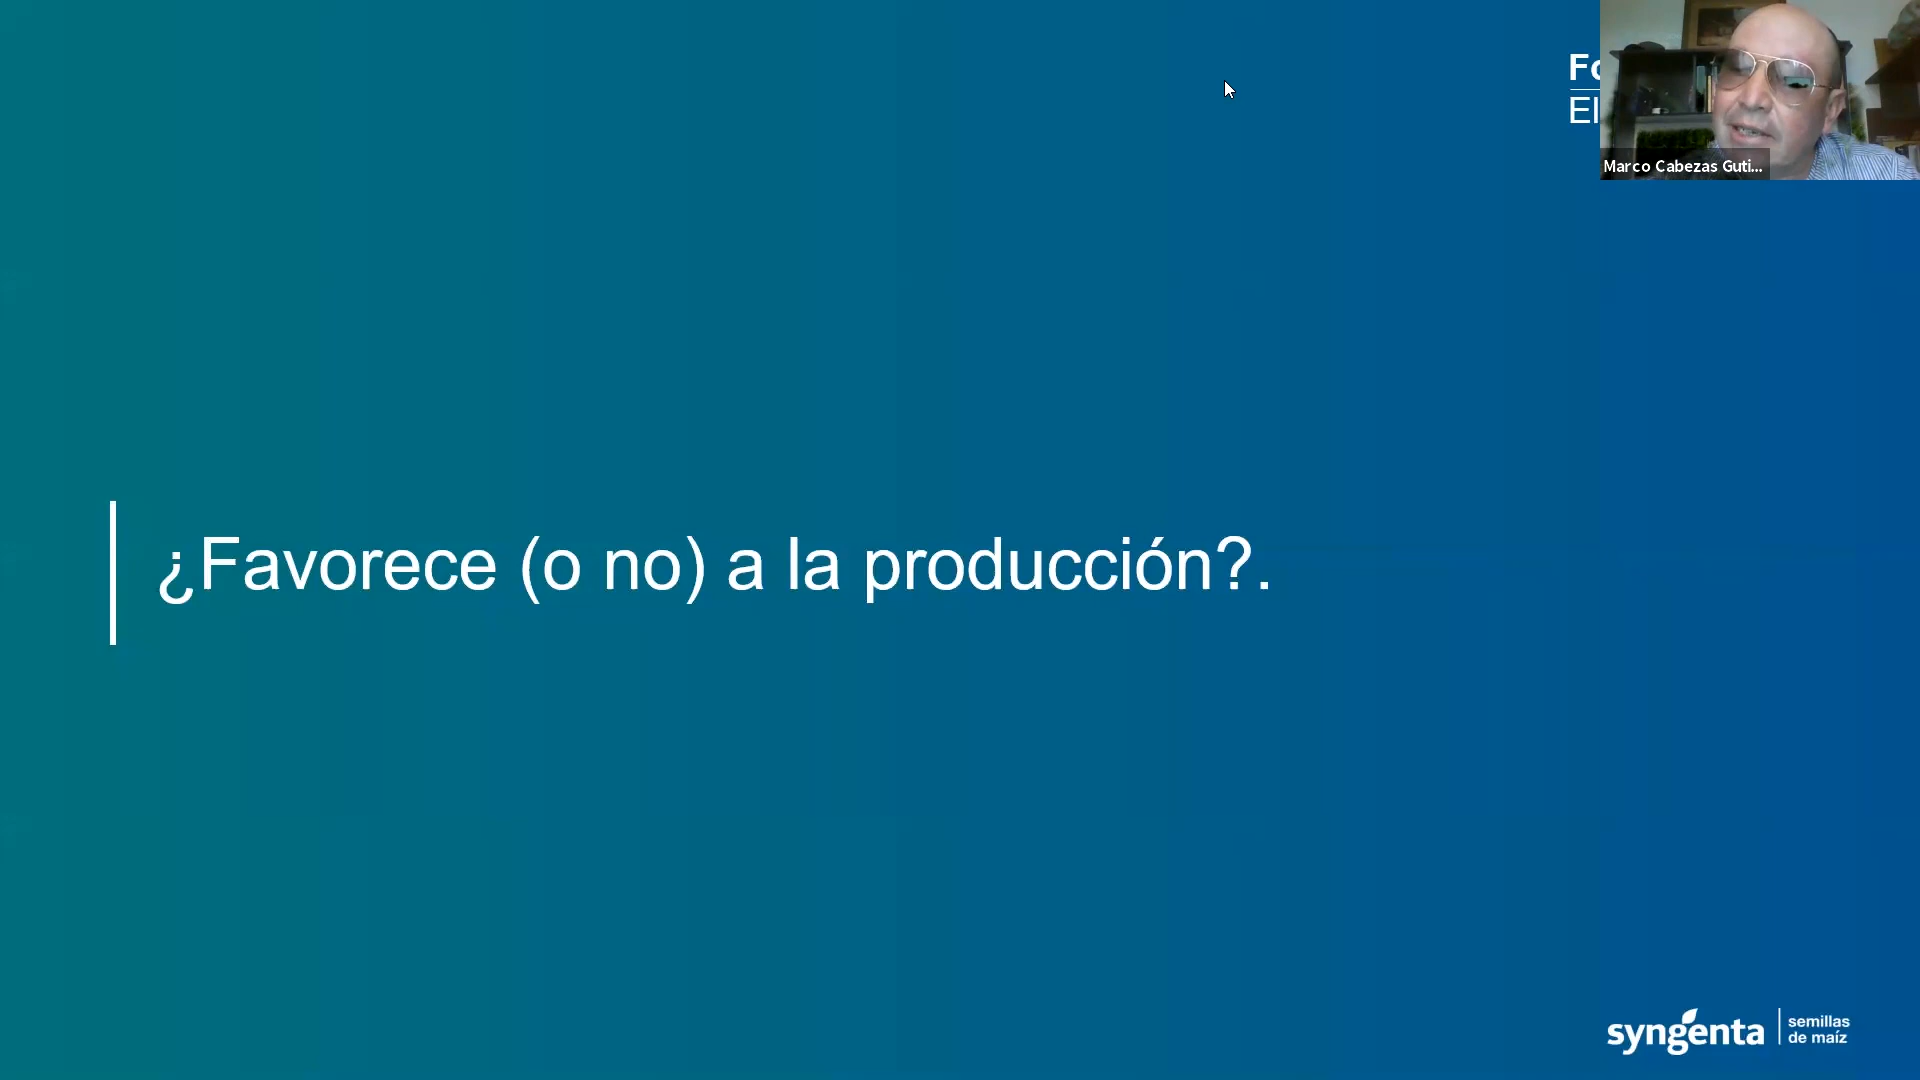 Marco Cabezas Guti...
¿Favorece (o no) a la producción?.
syngenta
semillas
de maíz